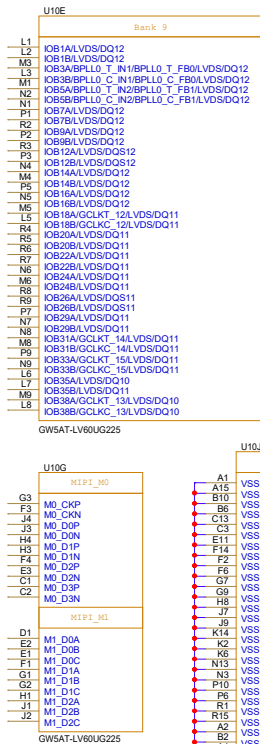 U10E
Bank 9
L1 IOB1A/LVDS/DQ12
L2 IOB1B/LVDS/DQ12
M3 IOB3A/BPLL0_T_IN1/BPLL0_T_FB0/LVDS/DQ12
L3 IOB3B/BPLL0_C_IN1/BPLL0_C_FB0/LVDS/DQ12
M1 IOB5A/BPLL0_T_IN2/BPLL0_T_FB1/LVDS/DQ12
N2 IOB5B/BPLL0_C_IN2/BPLL0_C_FB1/LVDS/DQ12
N1 IOB7A/LVDS/DQ12
P1 IOB7B/LVDS/DQ12
R2 IOB9A/LVDS/DQ12
P2 IOB9B/LVDS/DQ12
R3 IOB12A/LVDS/DQS12
P3 IOB12B/LVDS/DQS12
N4 IOB14A/LVDS/DQ12
M4 IOB14B/LVDS/DQ12
P5 IOB16A/LVDS/DQ12
N5 IOB16B/LVDS/DQ12
M5 IOB18A/GCLKT_12/LVDS/DQ11
L5 IOB18B/GCLKC_12/LVDS/DQ11
R4 IOB20A/LVDS/DQ11
R5 IOB20B/LVDS/DQ11
R6 IOB22A/LVDS/DQ11
R7 IOB22B/LVDS/DQ11
N6 IOB24A/LVDS/DQ11
M6 IOB24B/LVDS/DQ11
R8 IOB26A/LVDS/DQS11
R9 IOB26B/LVDS/DQS11
P7 IOB29A/LVDS/DQ11
N7 IOB29B/LVDS/DQ11
N8 IOB31A/GCLKT_14/LVDS/DQ11
M8 IOB31B/GCLKC_14/LVDS/DQ11
P9 IOB33A/GCLKT_15/LVDS/DQ11
N9 IOB33B/GCLKC_15/LVDS/DQ11
L6 IOB35A/LVDS/DQ10
L7 IOB35B/LVDS/DQ11
M9 IOB38A/GCLKT_13/LVDS/DQ10
L8 IOB38B/GCLKC_13/LVDS/DQ10
GW5AT-LV60UG225
U10G
MIPI_M0
G3 M0_CKP
F3 M0_CKN
J4 M0_D0P
J3 M0_D0N
H4 M0_D1P
H3 M0_D1N
F4 M0_D2P
E3 M0_D2N
C1 M0_D3P
C2 M0_D3N
MIPI_M1
D1 M1_D0A
E2 M1_D0B
E1 M1_D0C
F1 M1_D1A
G1 M1_D1B
G2 M1_D1C
H1 M1_D2A
J1 M1_D2B
J2 M1_D2C
GW5AT-LV60UG225
U10J
A1 VSS
A15 VSS
B10 VSS
B6 VSS
C13 VSS
C3 VSS
E11 VSS
F14 VSS
F2 VSS
F6 VSS
G7 VSS
G9 VSS
H8 VSS
J7 VSS
J9 VSS
K14 VSS
K2 VSS
K6 VSS
N13 VSS
N3 VSS
P10 VSS
P6 VSS
R1 VSS
R15 VSS
A2 VSS
B2 VSS